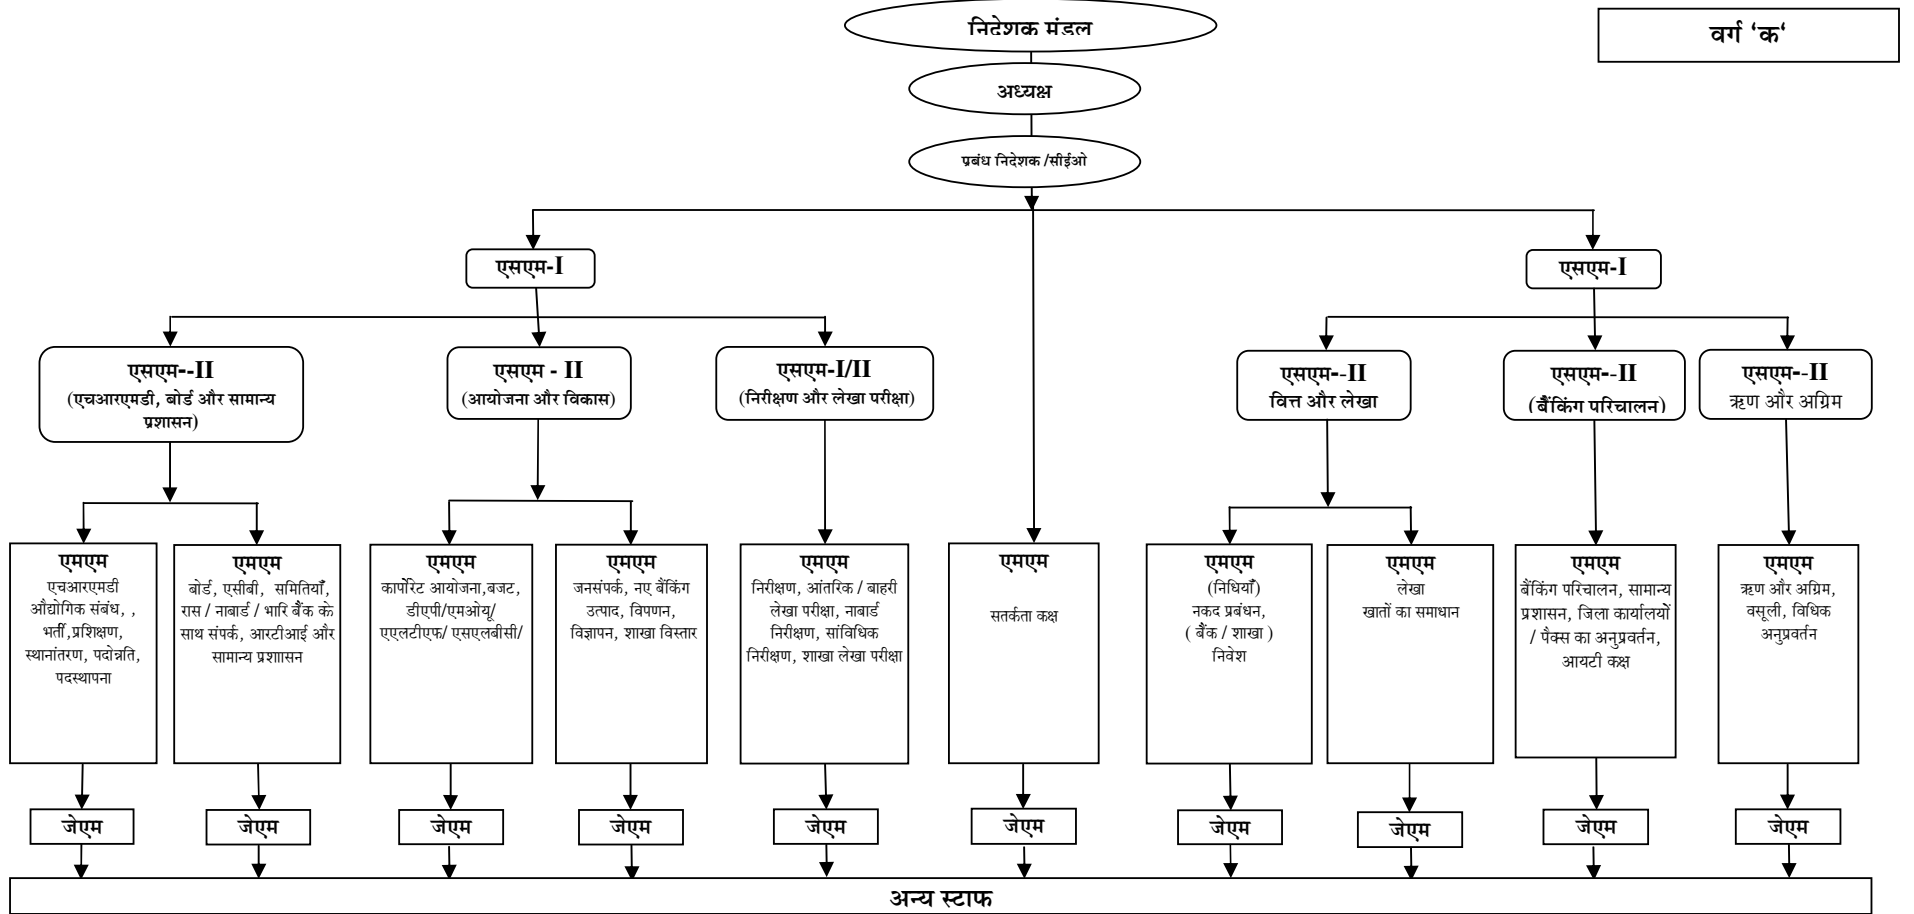 निदेशक मंडल
वर्ग ‘क‘
अध्यक्ष
प्रबंध निदेशक /सीईओ
एसएम-I
एसएम-I
एसएम--II
(एचआरएमडी, बोर्ड और सामान्य
प्रशासन)
एसएम - II
(आयोजना और विकास)
एसएम-I/II
(निरीक्षण और लेखा परीक्षा)
एसएम--II
वित्त और लेखा
एसएम--II
(बैंकिंग परिचालन)
एसएम--II
ऋण और अग्रिम
एमएम
एचआरएमडी
औद्योगिक संबंध, ,
भर्ती,प्रशिक्षण,
स्थानांतरण, पदोन्नति,
पदस्थापना
एमएम
बोर्ड, एसीबी, समितियाँ,
रास / नाबार्ड / भारि बैंक के
साथ संपर्क, आरटीआई और
सामान्य प्रशाासन
एमएम
कार्पोरेट आयोजना,बजट,
डीएपी/एमओयू/
एएलटीएफ/ एसएलबीसी/
एमएम
जनसंपर्क, नए बैंकिंग
उत्पाद, विपणन,
विज्ञापन, शाखा विस्तार
एमएम
निरीक्षण, आंतरिक / बाहरी
लेखा परीक्षा, नाबार्ड
निरीक्षण, सांविधिक
निरीक्षण, शाखा लेखा परीक्षा
एमएम
सतर्कता कक्ष
एमएम
(निधियाँ)
नकद प्रबंधन,
( बैंक / शाखा )
निवेश
एमएम
लेखा
खातों का समाधान
एमएम
बैंकिंग परिचालन, सामान्य
प्रशासन, जिला कार्यालयों
/ पैक्स का अनुप्रवर्तन,
आयटी कक्ष
एमएम
ऋण और अग्रिम,
वसूली, विधिक
अनुप्रवर्तन
जेएम
जेएम
जेएम
जेएम
जेएम
जेएम
जेएम
जेएम
जेएम
जेएम
अन्य स्टाफ